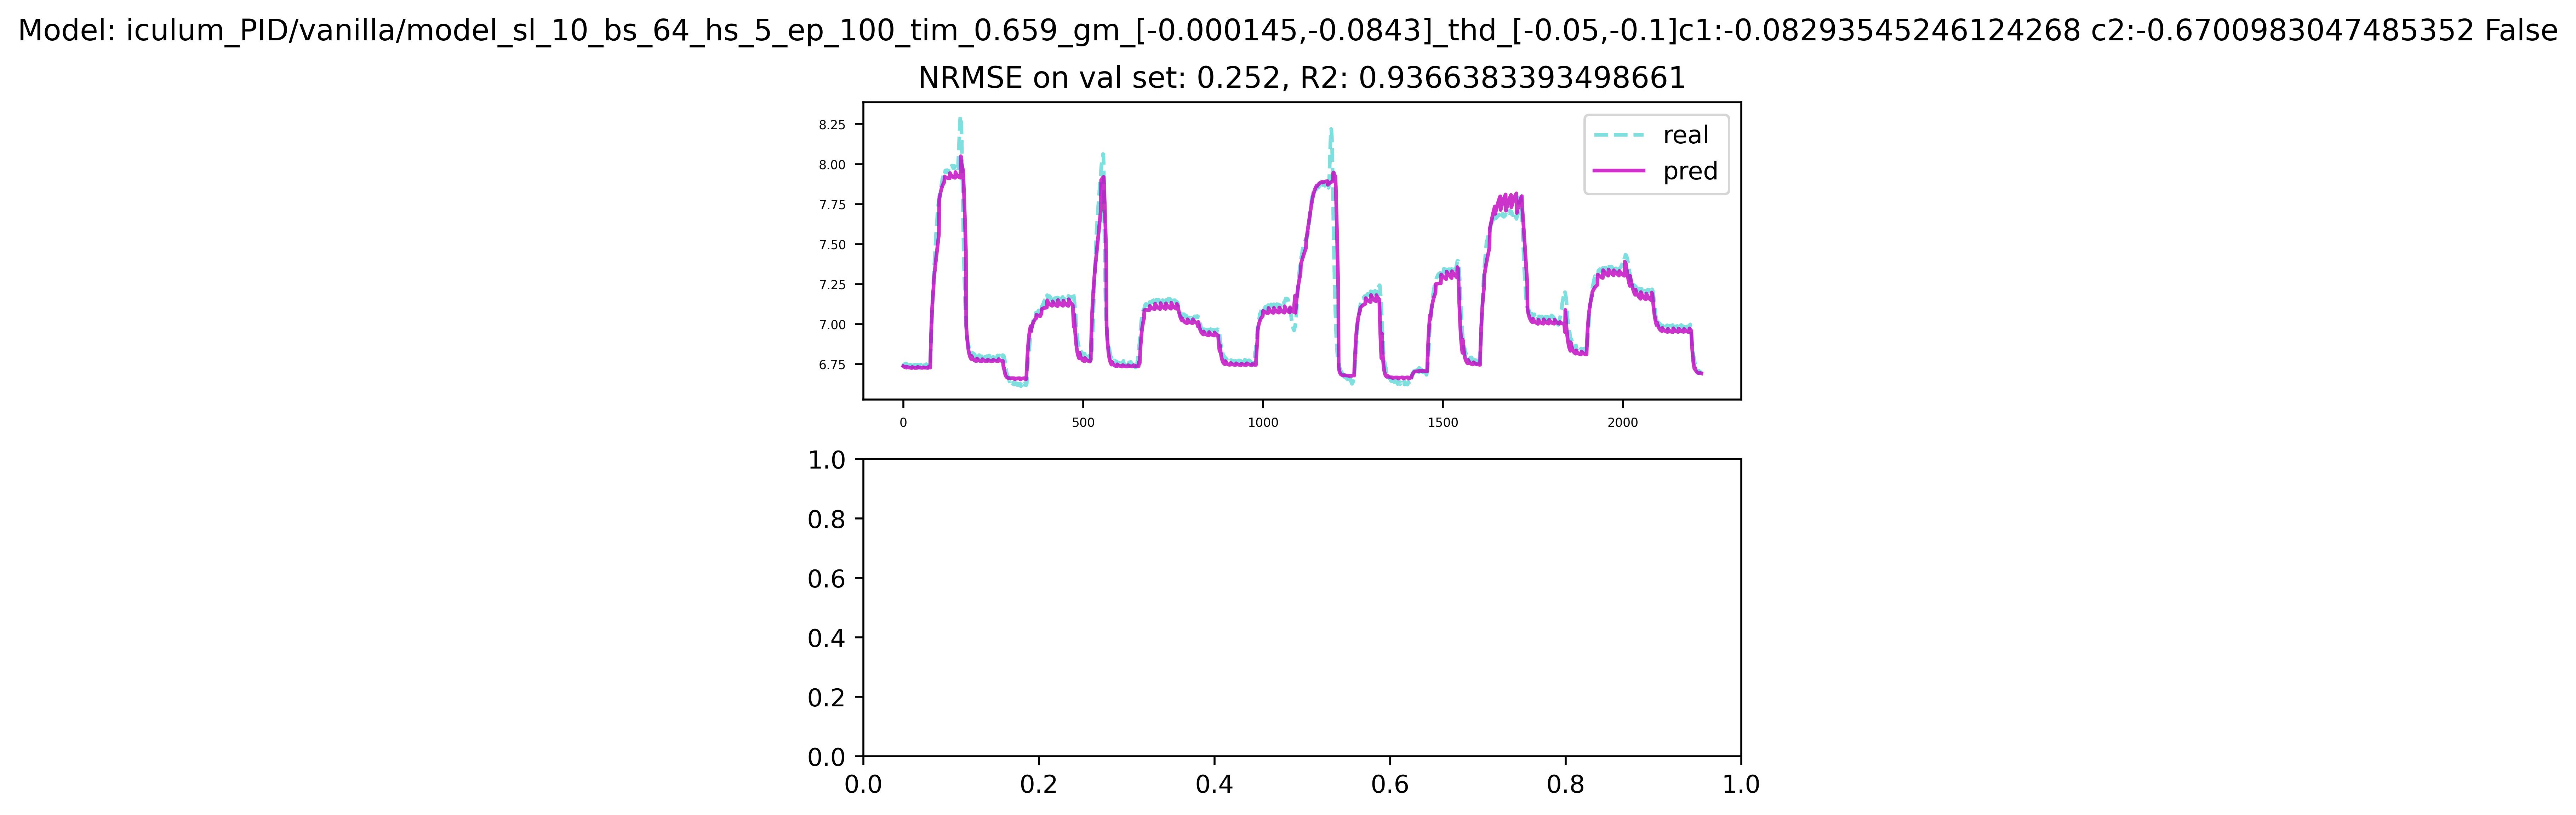 Model: iculum_PID/vanilla/model_sl_10_bs_64_hs_5_ep_100_tim_0.659_gm_[-0.000145,-0.0843]_thd_[-0.05,-0.1]c1:-0.08293545246124268 c2:-0.6700983047485352 False
NRMSE on val set: 0.252, R2: 0.9366383393498661
8.25
8.00
7.75
7.50
7.25
7.00
6.75
real
pred
0 500 1000 1500 2000
1.0
0.8
0.6
0.4
0.2
0.0
0.0 0.2 0.4 0.6 0.8 1.0